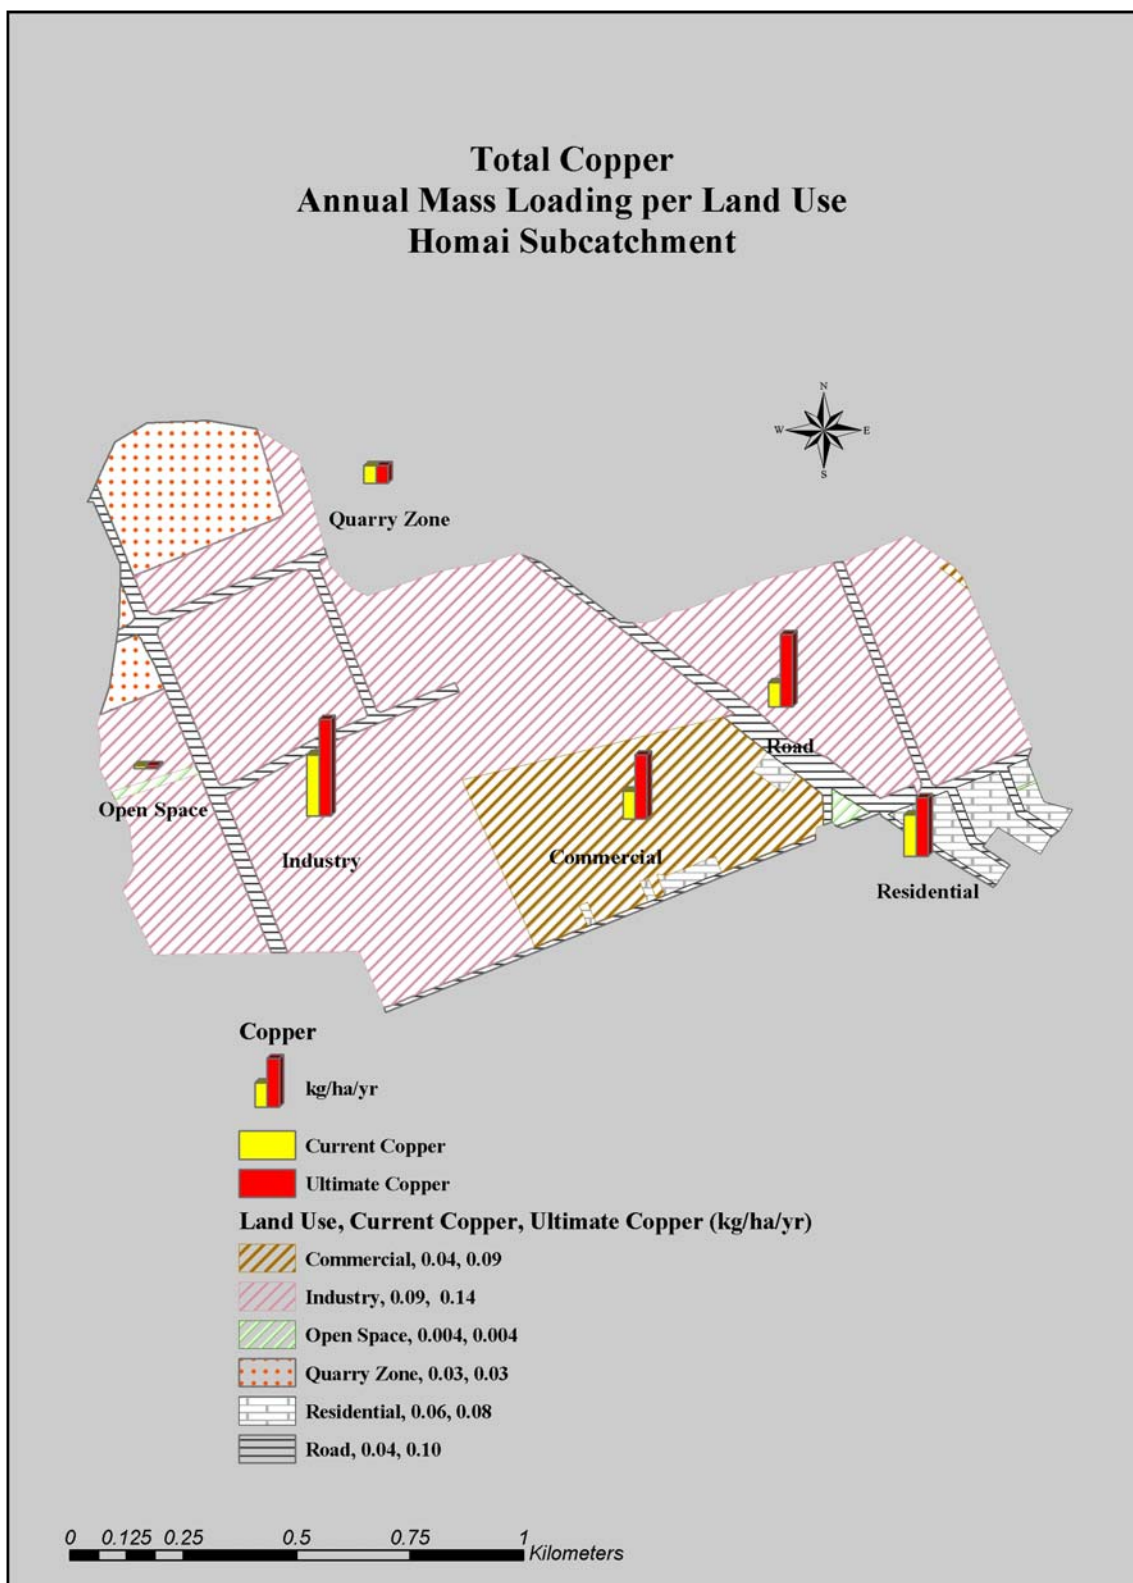 Total Copper
Annual Mass Loading per Land Use
Homai Subcatchment
N
W E
S
Quarry Zone
Road
Open Space
Industry
Commercial
Residential
Copper
kg/ha/yr
Current Copper
Ultimate Copper
Land Use, Current Copper, Ultimate Copper (kg/ha/yr)
Commercial, 0.04, 0.09
Industry, 0.09, 0.14
Open Space, 0.004, 0.004
Quarry Zone, 0.03, 0.03
Residential, 0.06, 0.08
Road, 0.04, 0.10
0 0.125 0.25 0.5 0.75 1
Kilometers